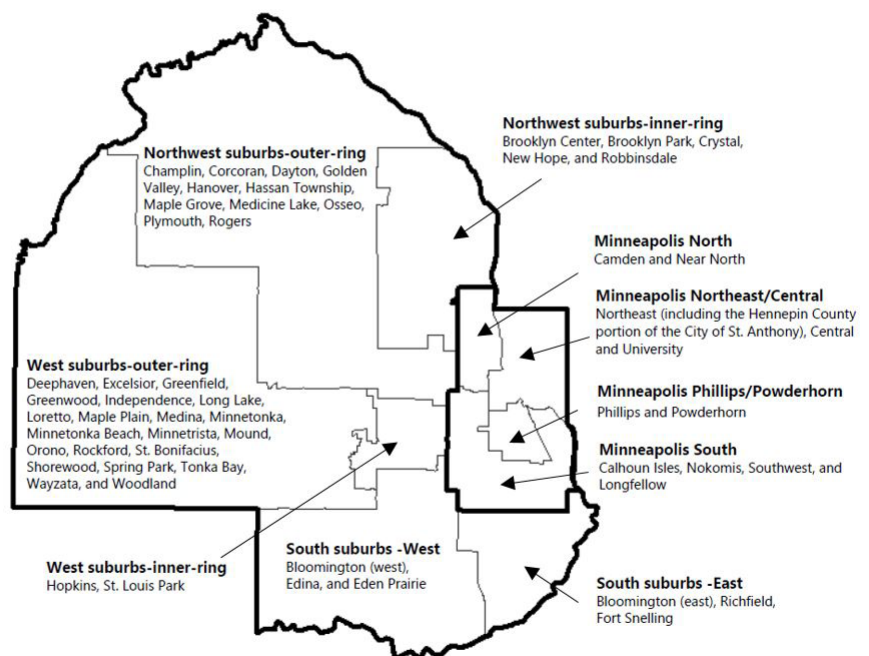 Northwest suburbs-inner-ring
Brooklyn Center, Brooklyn Park, Crystal,
New Hope, and Robbinsdale
Northwest suburbs-outer-ring
Champlin, Corcoran, Dayton, Golden
Valley, Hanover, Hassan Township,
Maple Grove, Medicine Lake, Osseo,
Plymouth, Rogers
Minneapolis North
Camden and Near North
Minneapolis Northeast/Central
Northeast (including the Hennepin County
portion of the City of St. Anthony), Central
and University
West suburbs-outer-ring
Deephaven, Excelsior, Greenfield,
Greenwood, Independence, Long Lake,
Loretto, Maple Plain, Medina, Minnetonka,
Minnetonka Beach, Minnetrista, Mound,
Orono, Rockford, St. Bonifacius,
Shorewood, Spring Park, Tonka Bay,
Wayzata, and Woodland
Minneapolis Phillips/Powderhorn
Phillips and Powderhorn
Minneapolis South
Calhoun Isles, Nokomis, Southwest, and
Longfellow
West suburbs-inner-ring
Hopkins, St. Louis Park
South suburbs -West
Bloomington (west),
Edina, and Eden Prairie
South suburbs -East
Bloomington (east), Richfield,
Fort Snelling